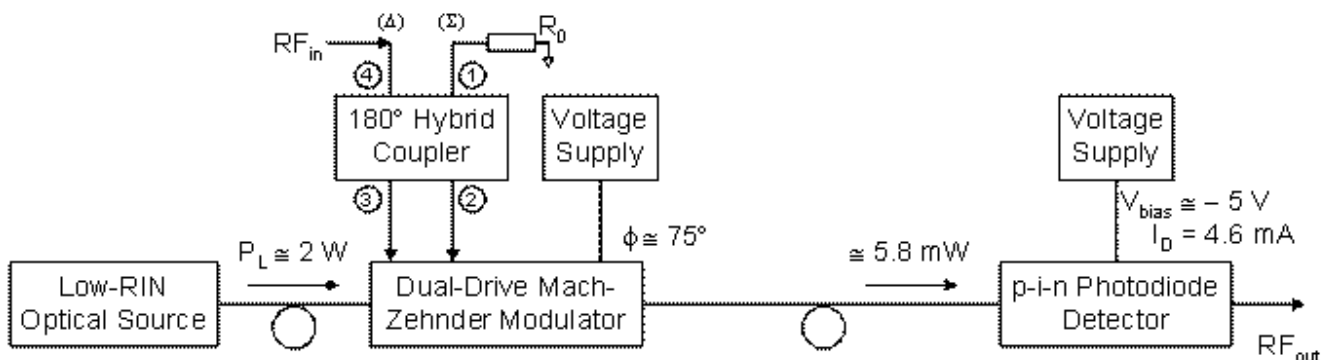 (Δ) (Σ)
RF_in R_0
④ ①
180° Hybrid
Coupler
Voltage
Supply
Voltage
Supply
③ ②
V_bias ≅ – 5 V
I_D = 4.6 mA
P_L ≅ 2 W
ϕ ≅ 75°
≅ 5.8 mW
Low-RIN
Optical Source
Dual-Drive Mach-
Zehnder Modulator
p-i-n Photodiode
Detector
RF_out